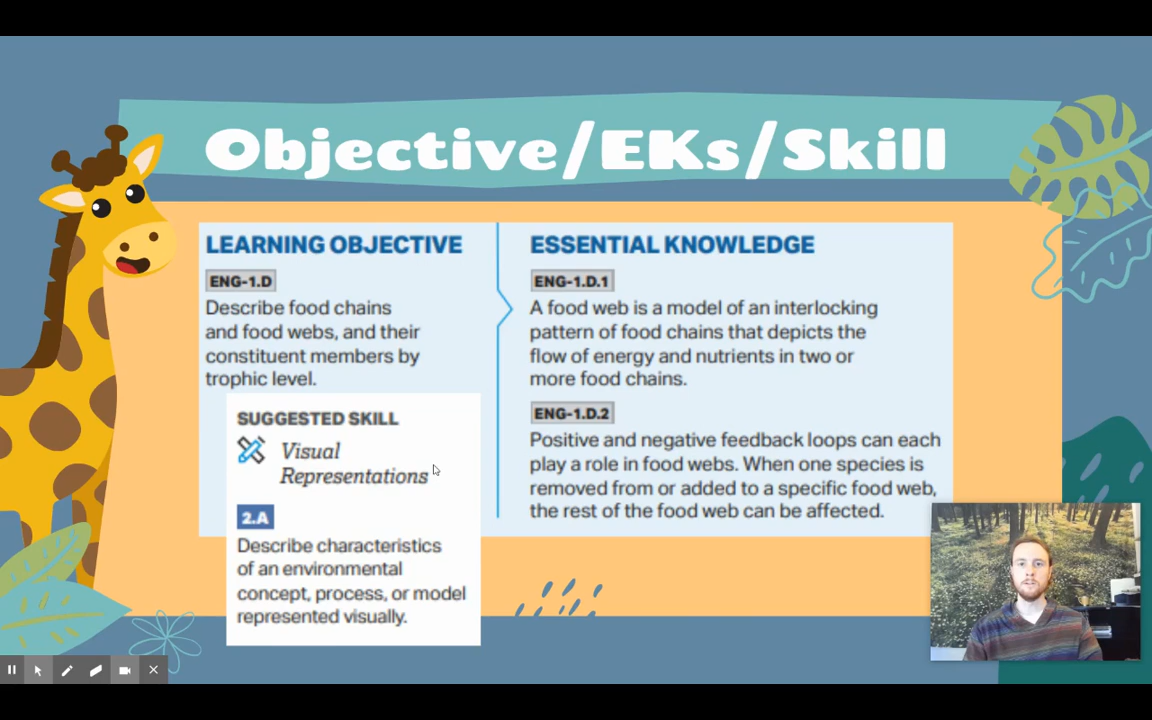 Objective/EKs/Skill
LEARNING OBJECTIVE
ENG-1.D
Describe food chains
and food webs, and their
constituent members by
trophic level.
SUGGESTED SKILL
Visual
Representations
2.A
Describe characteristics
of an environmental
concept, process, or model
represented visually.
ESSENTIAL KNOWLEDGE
ENG-1.D.1
A food web is a model of an interlocking
pattern of food chains that depicts the
flow of energy and nutrients in two or
more food chains.
ENG-1.D.2
Positive and negative feedback loops can each
play a role in food webs. When one species is
removed from or added to a specific food web,
the rest of the food web can be affected.